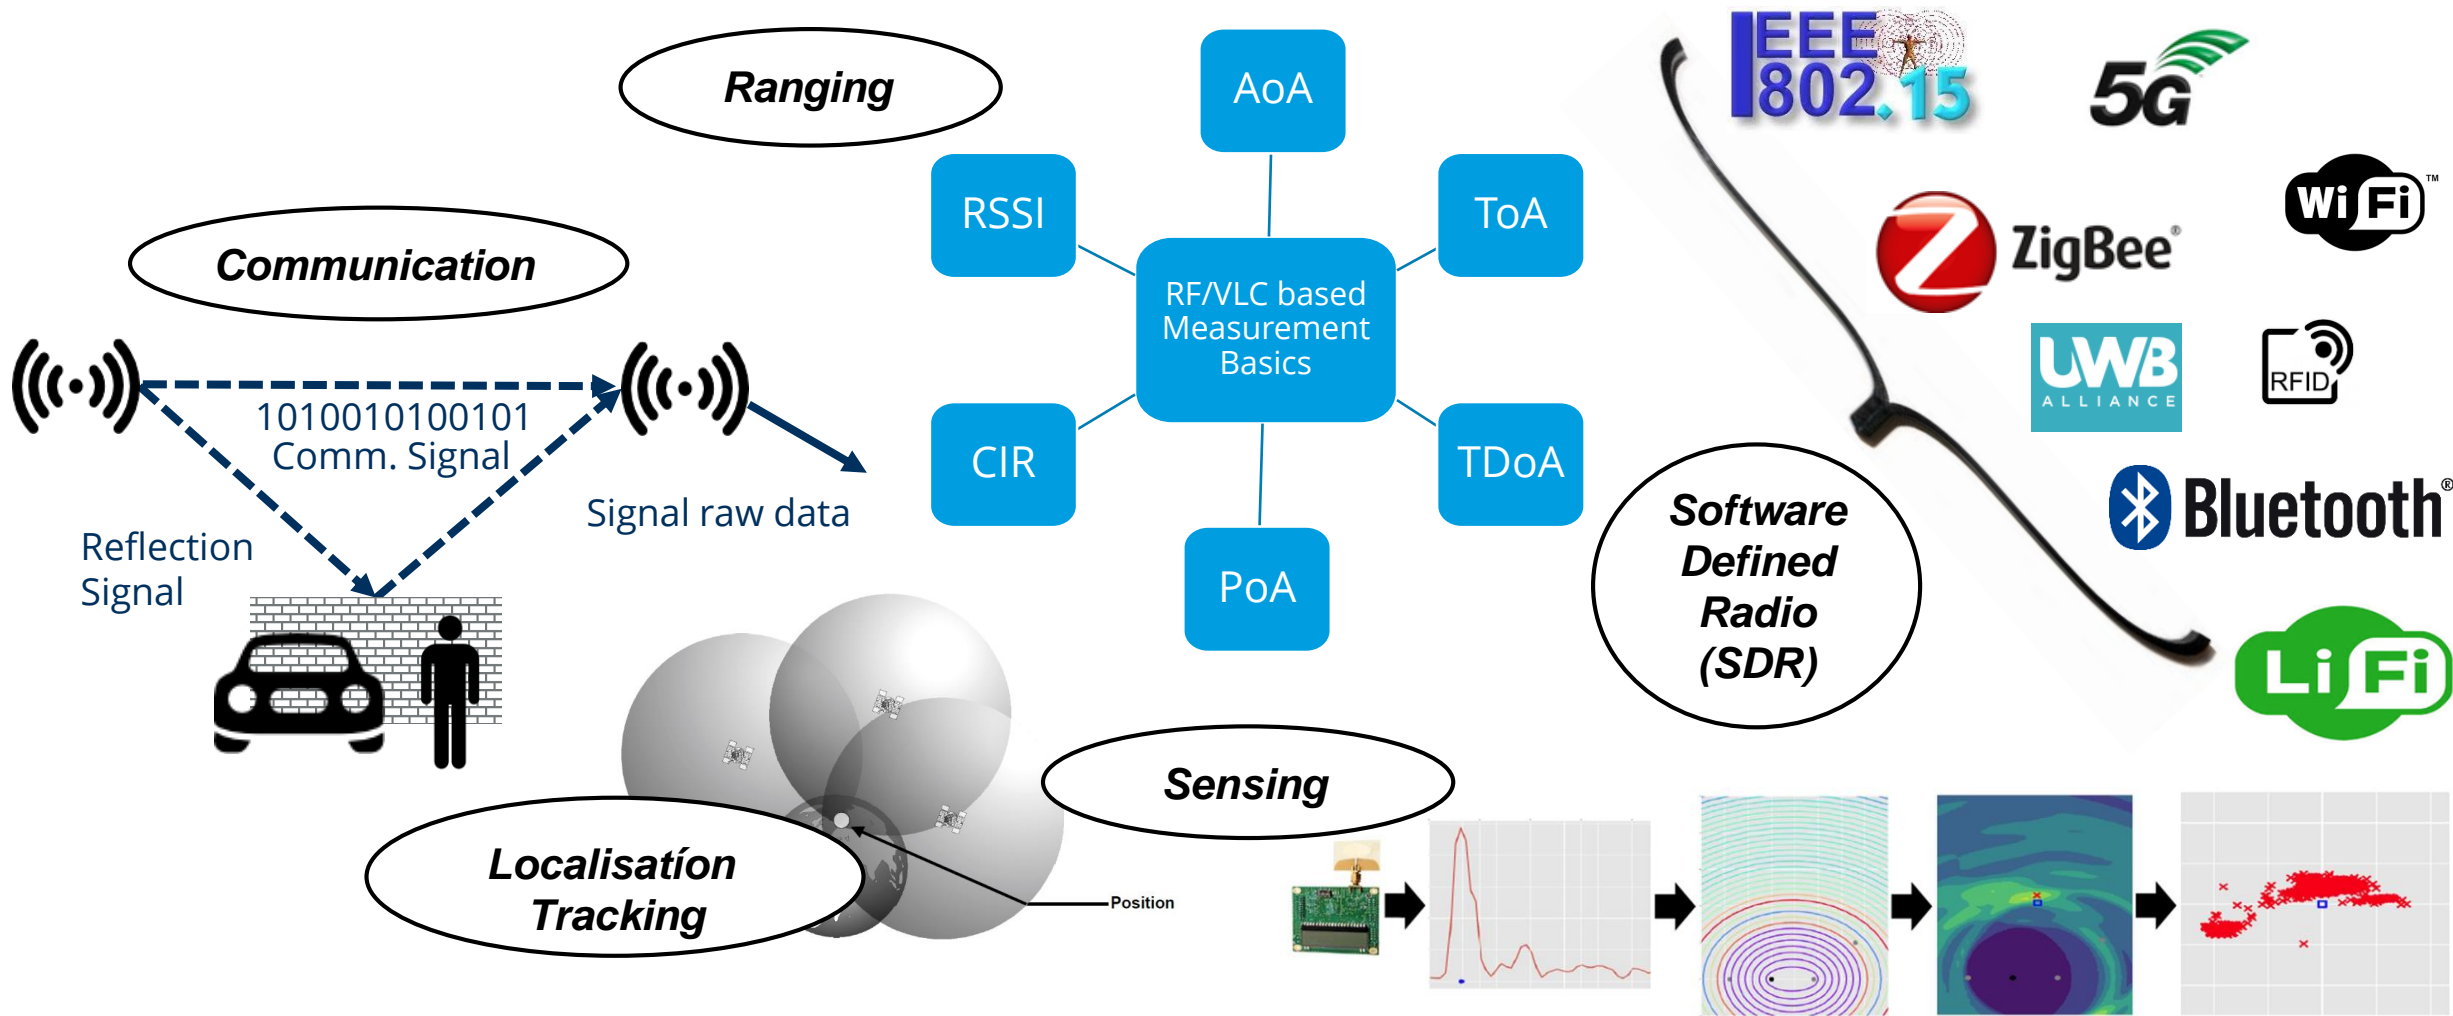 Ranging
AoA
RSSI
ToA
RF/VLC based
Measurement
Basics
CIR
TDoA
PoA
Communication
1010010100101
Comm. Signal
Signal raw data
Reflection
Signal
IEEE
802.15
5G
WiFi™
ZigBee®
UWB
ALLIANCE
RFID
Bluetooth®
LiFi
Software
Defined
Radio
(SDR)
Sensing
Localisatíon
Tracking
Position